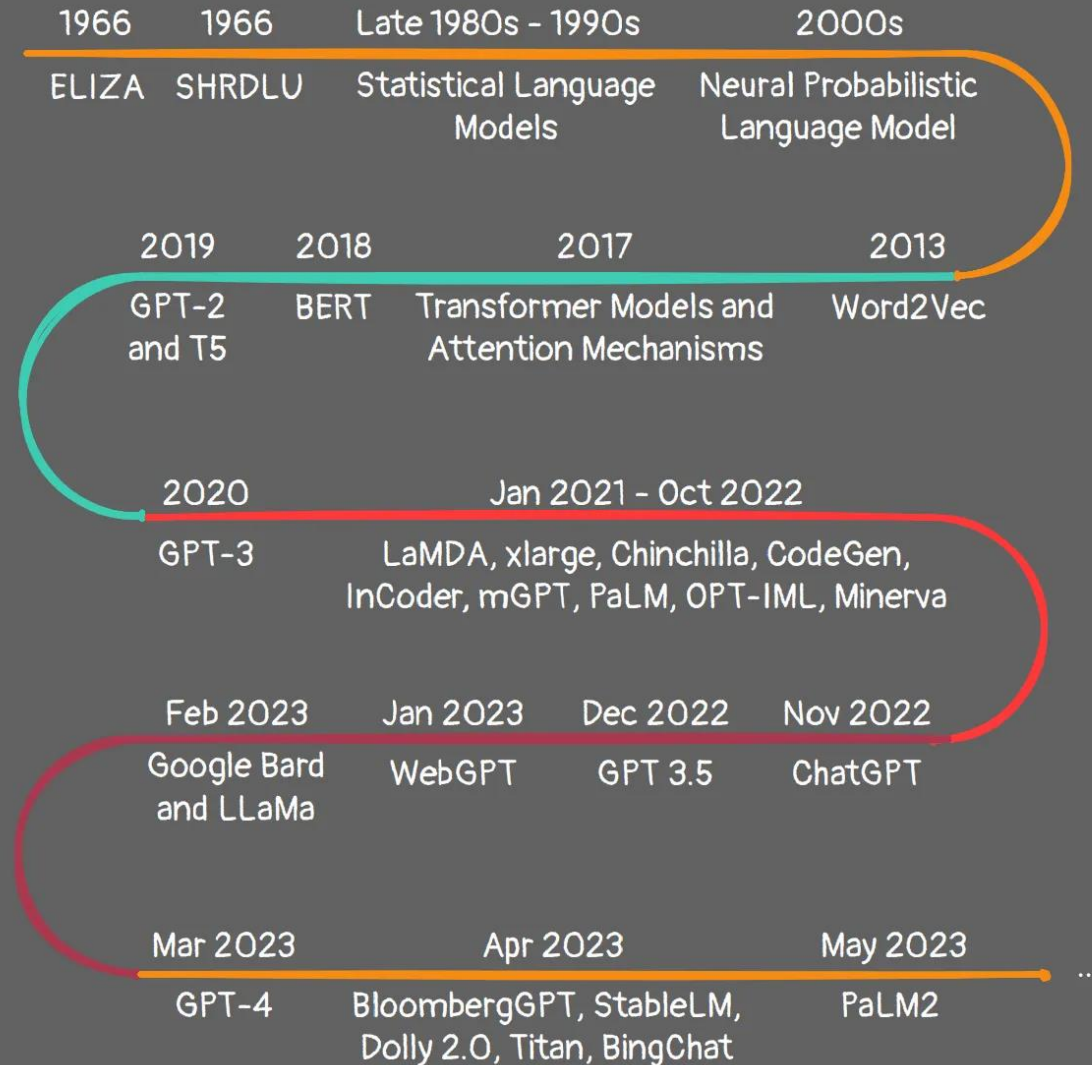 1966 1966 Late 1980s - 1990s 2000s
ELIZA SHRDLU Statistical Language Neural Probabilistic
Models Language Model
2019 2018 2017 2013
GPT-2 BERT Transformer Models and Word2Vec
and T5 Attention Mechanisms
2020 Jan 2021 - Oct 2022
GPT-3 LaMDA, xlarge, Chinchilla, CodeGen,
InCoder, mGPT, PaLM, OPT-IML, Minerva
Feb 2023 Jan 2023 Dec 2022 Nov 2022
Google Bard WebGPT GPT 3.5 ChatGPT
and LLaMa
Mar 2023 Apr 2023 May 2023
...
GPT-4 BloombergGPT, StableLM, PaLM2
Dolly 2.0, Titan, BingChat